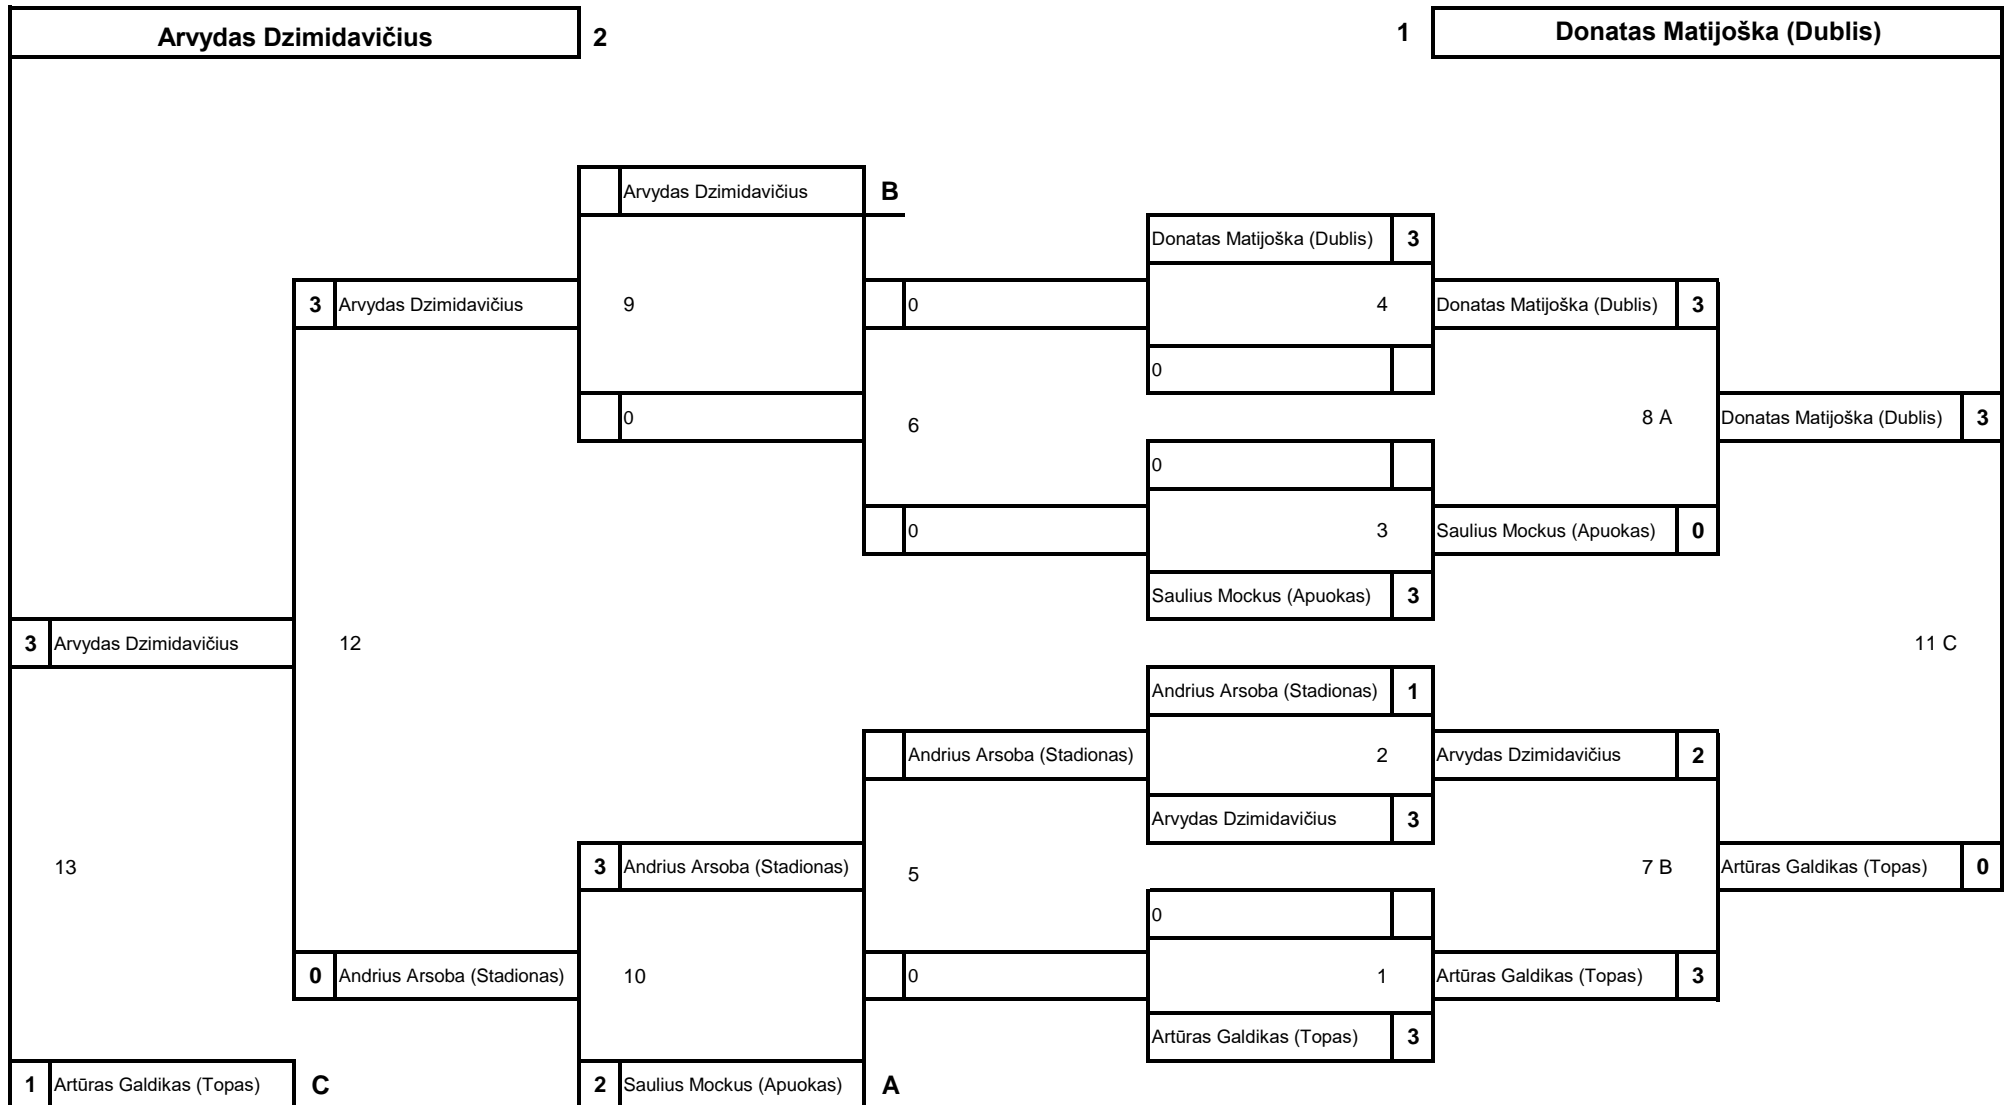 Arvydas Dzimidavičius 2 1 Donatas Matijoška (Dublis)
Arvydas Dzimidavičius B
Donatas Matijoška (Dublis) 3
3 Arvydas Dzimidavičius 9 0 4 Donatas Matijoška (Dublis) 3
0
0 6 8 A Donatas Matijoška (Dublis) 3
0
0 3 Saulius Mockus (Apuokas) 0
Saulius Mockus (Apuokas) 3
3 Arvydas Dzimidavičius 12 11 C
Andrius Arsoba (Stadionas) 1
Andrius Arsoba (Stadionas) 2 Arvydas Dzimidavičius 2
Arvydas Dzimidavičius 3
13 3 Andrius Arsoba (Stadionas) 5 7 B Artūras Galdikas (Topas) 0
0
0 Andrius Arsoba (Stadionas) 10 0 1 Artūras Galdikas (Topas) 3
Artūras Galdikas (Topas) 3
1 Artūras Galdikas (Topas) C 2 Saulius Mockus (Apuokas) A